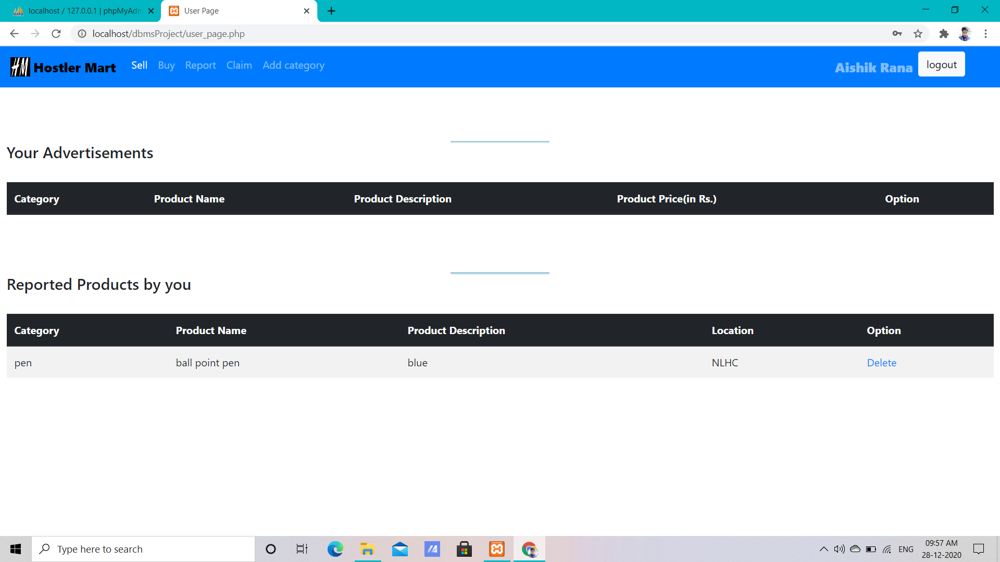 localhost / 127.0.0.1 | phpMyAdm
User Page
localhost/dbmsProject/user_page.php
HM Hostler Mart Sell Buy Report Claim Add category Aishik Rana logout
Your Advertisements
Category Product Name Product Description Product Price(in Rs.) Option
Reported Products by you
Category Product Name Product Description Location Option
pen ball point pen blue NLHC Delete
Type here to search
ENG
09:57 AM
28-12-2020